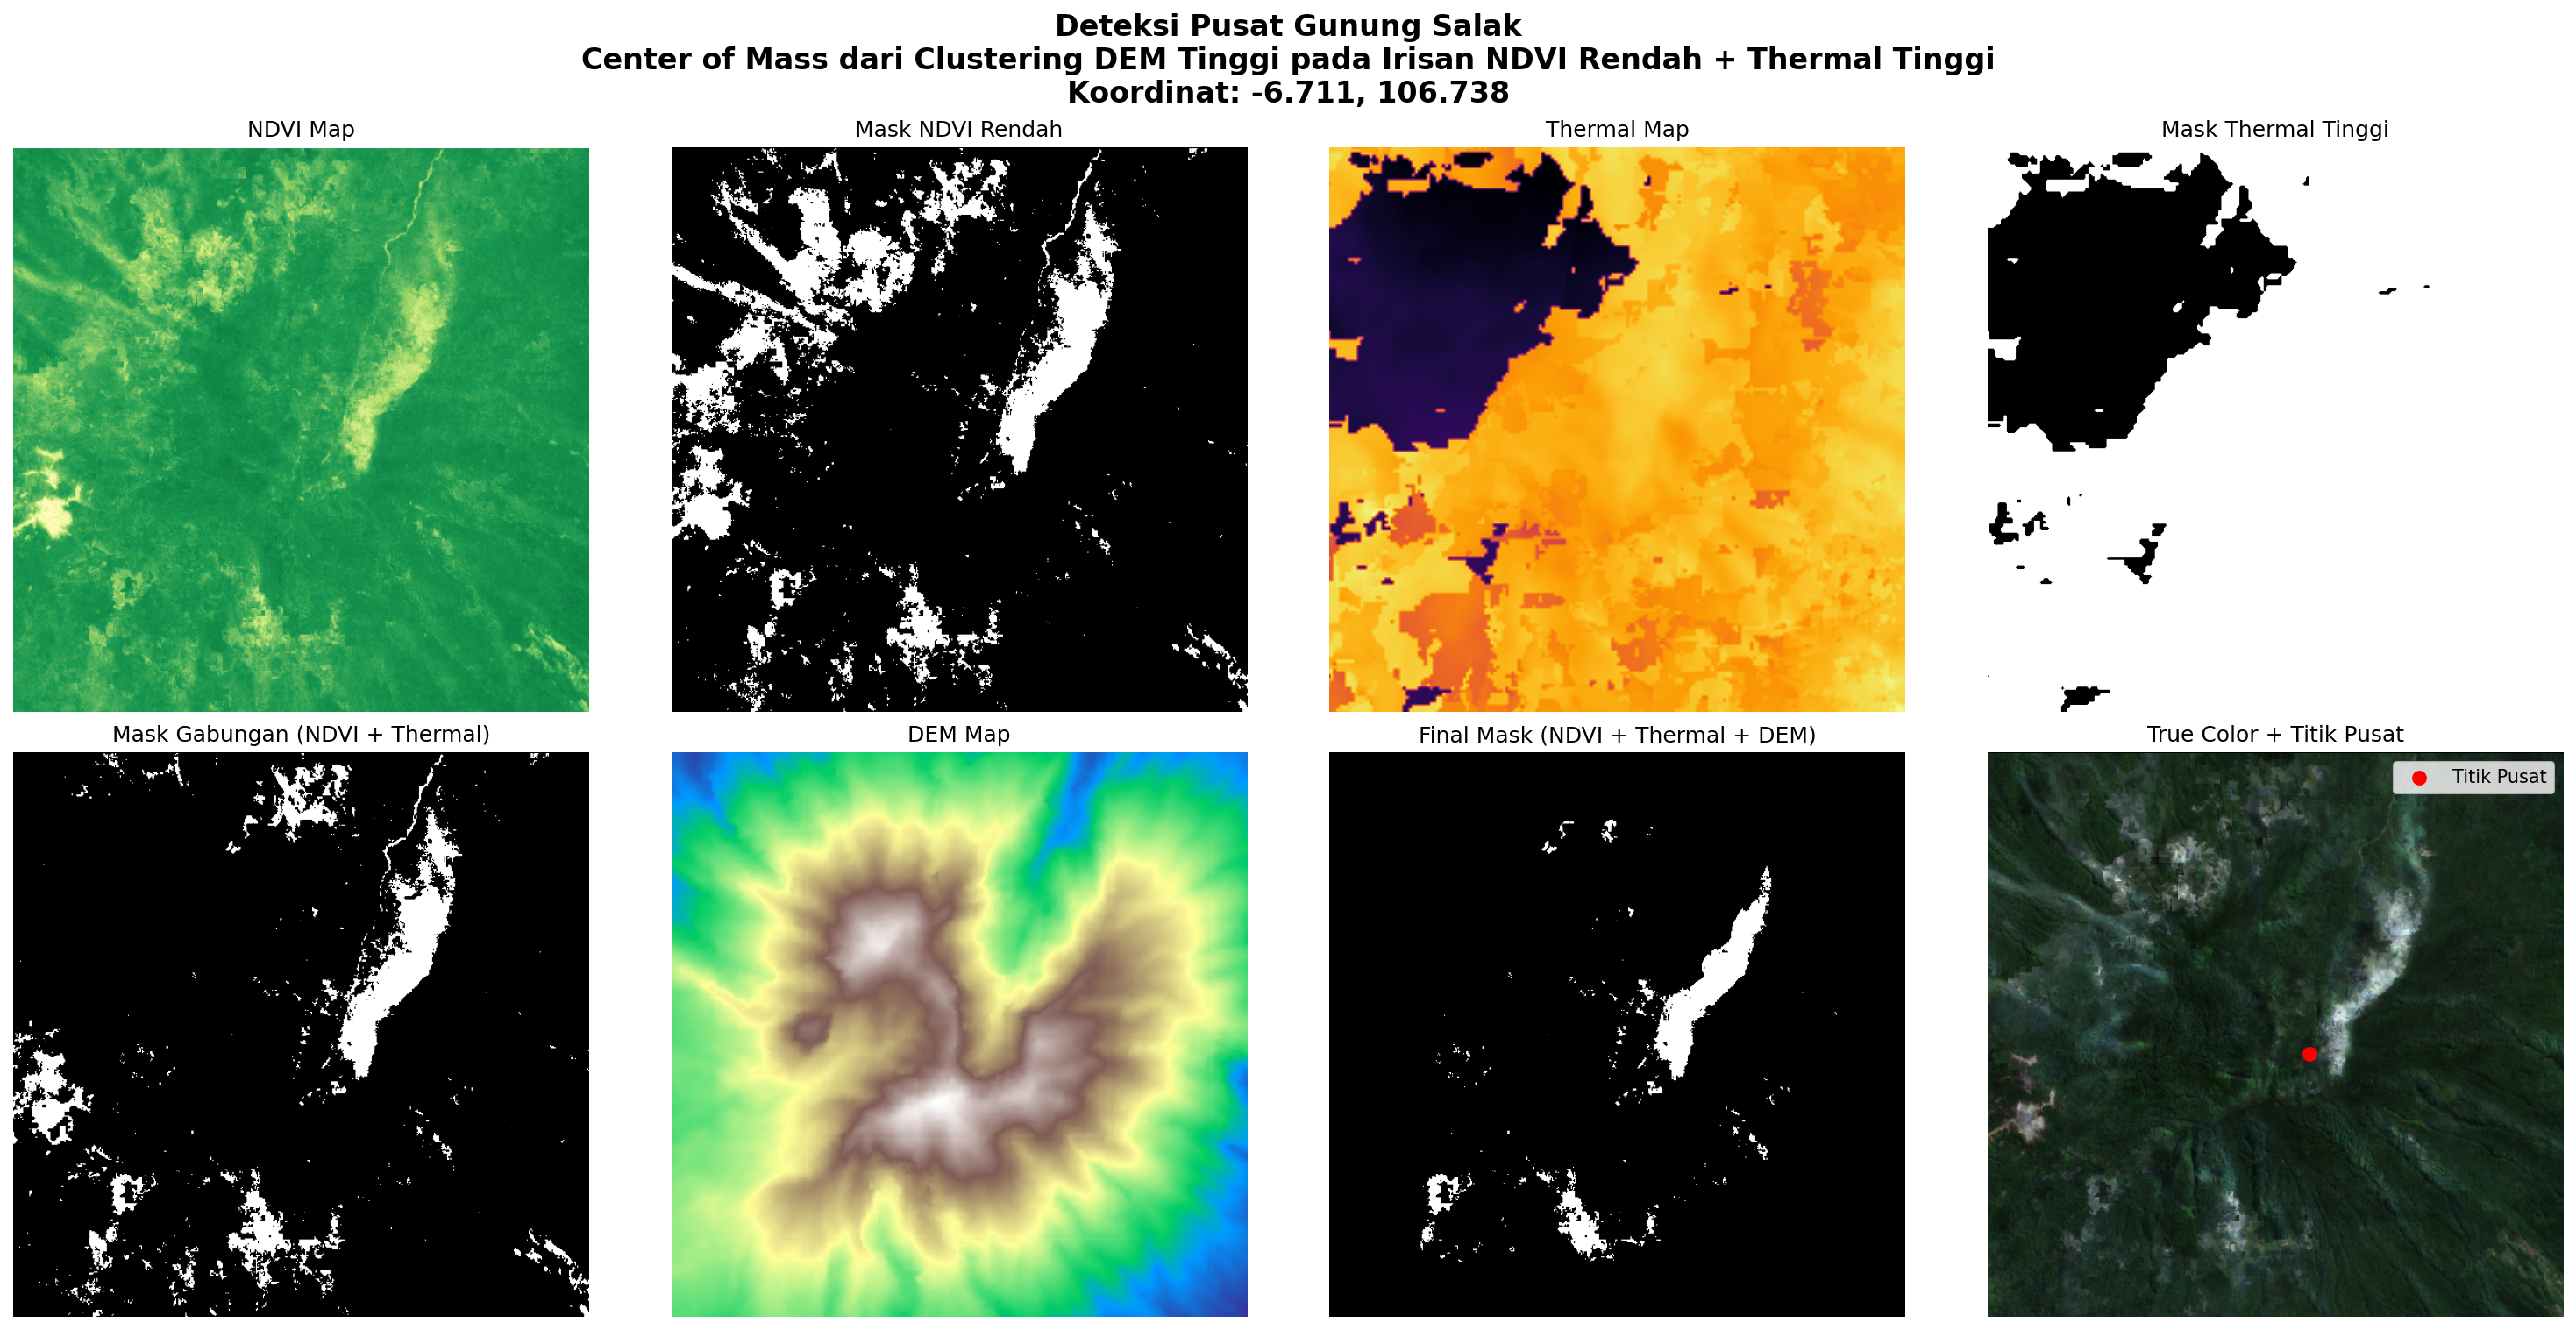 Deteksi Pusat Gunung Salak
Center of Mass dari Clustering DEM Tinggi pada Irisan NDVI Rendah + Thermal Tinggi
Koordinat: -6.711, 106.738
NDVI Map
Mask NDVI Rendah
Thermal Map
Mask Thermal Tinggi
Mask Gabungan (NDVI + Thermal)
DEM Map
Final Mask (NDVI + Thermal + DEM)
True Color + Titik Pusat
Titik Pusat